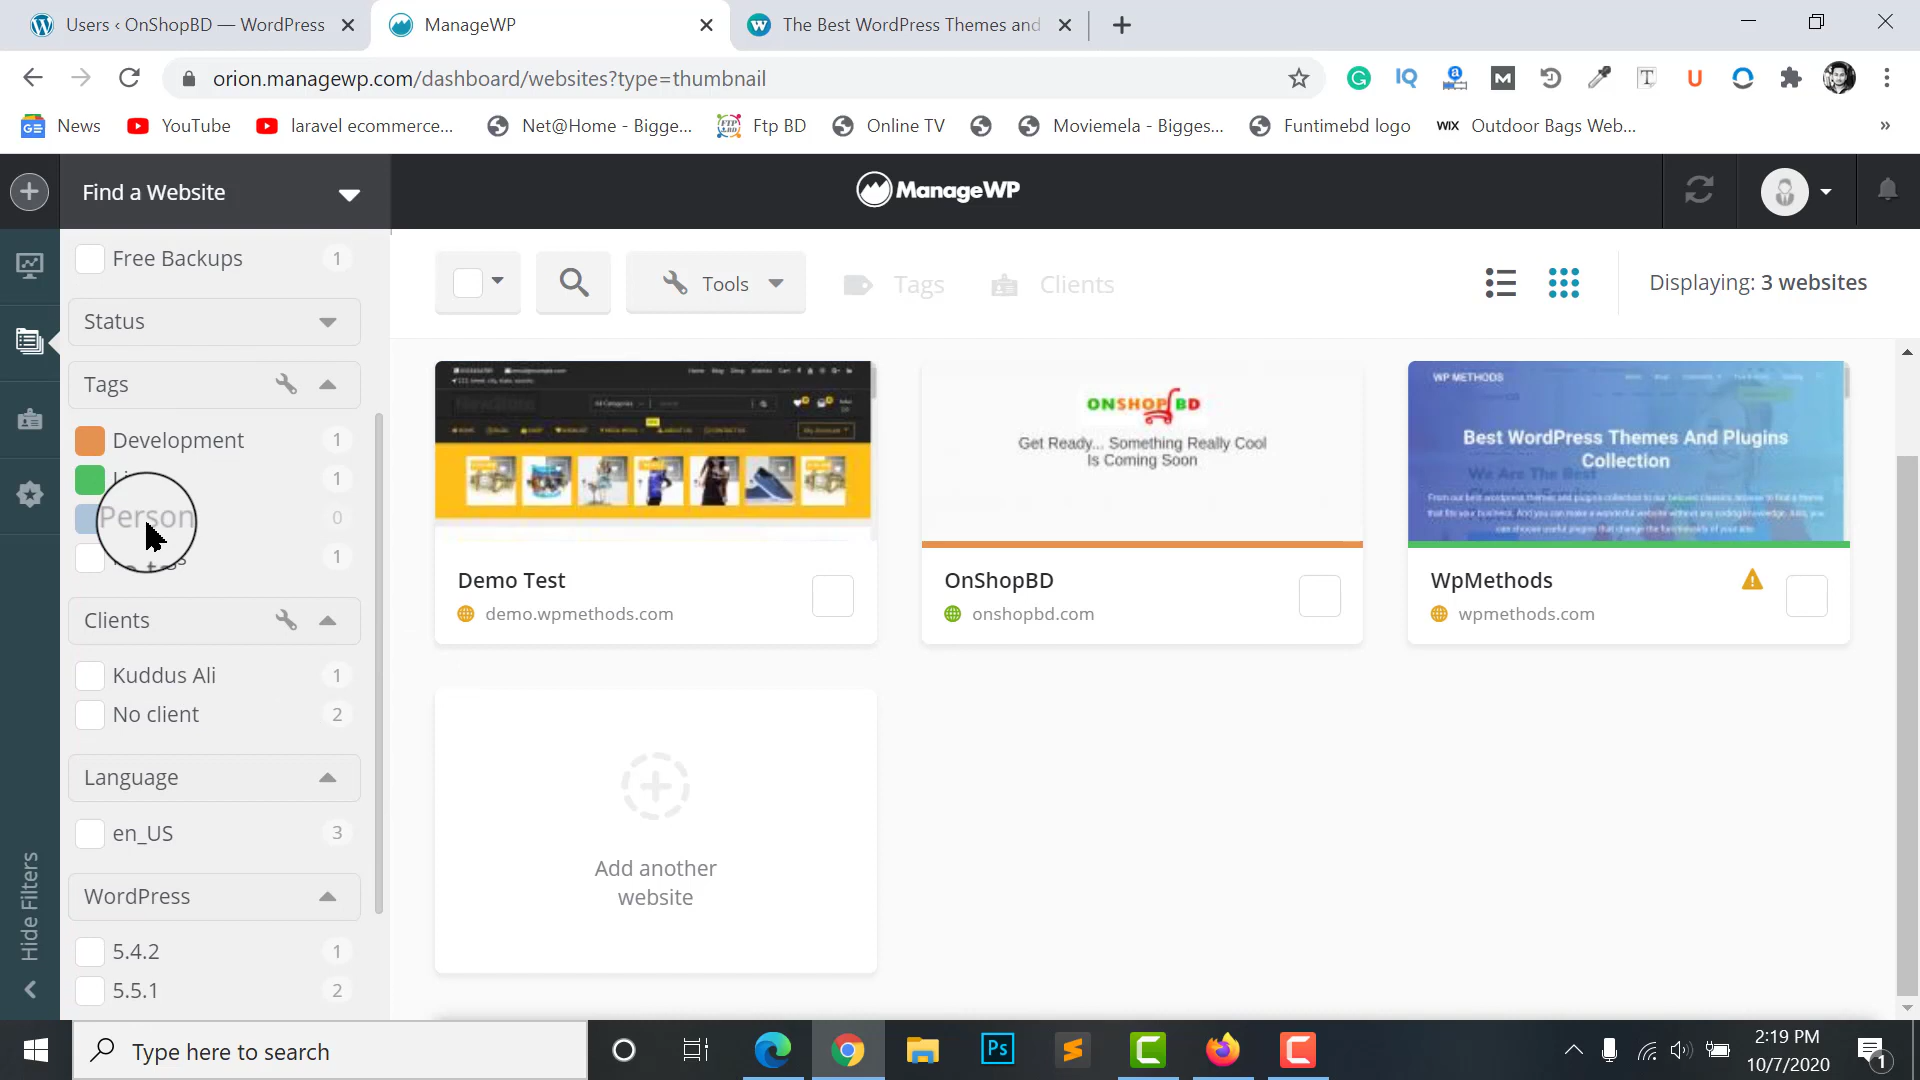 Users ‹ OnShopBD — WordPress
ManageWP
The Best WordPress Themes and
orion.managewp.com/dashboard/websites?type=thumbnail
News
YouTube
laravel ecommerce...
Net@Home - Bigge...
Ftp BD
Online TV
Moviemela - Bigges...
Funtimebd logo
WIX
Outdoor Bags Web...
»
Find a Website
ManageWP
Free Backups 1
Status
Tags
Development 1
1
Person 0
1
Clients
Kuddus Ali 1
No client 2
Language
en_US 3
WordPress
5.4.2 1
5.5.1 2
Hide Filters
Tools
Tags
Clients
Displaying: 3 websites
Demo Test
demo.wpmethods.com
ONSHOPBD
Get Ready... Something Really Cool
Is Coming Soon
OnShopBD
onshopbd.com
WP METHODS
Best WordPress Themes And Plugins
Collection
WpMethods
wpmethods.com
Add another
website
Type here to search
Ps
2:19 PM
10/7/2020
1